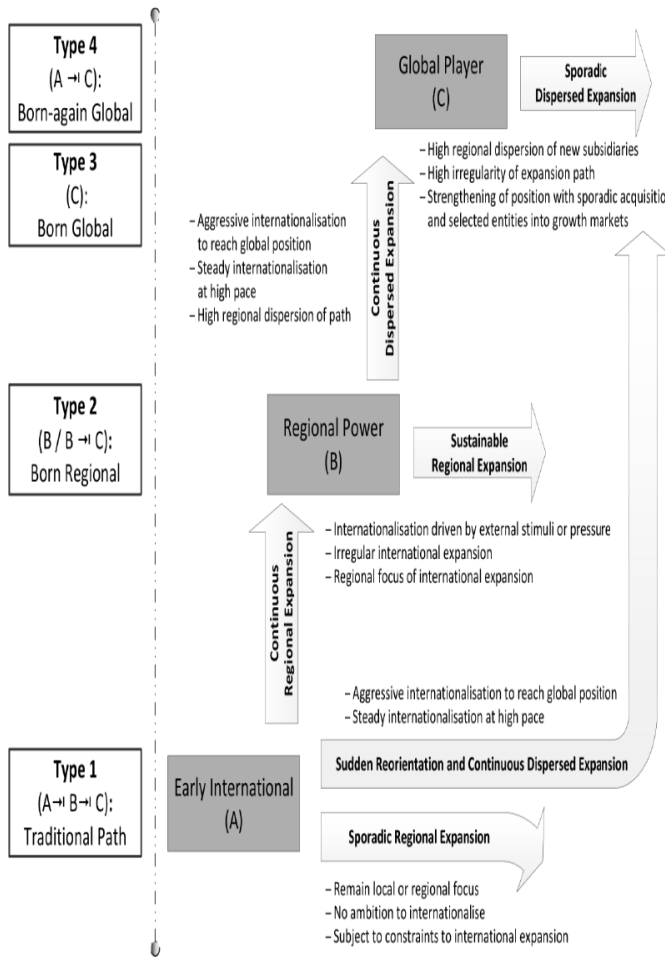 Type 4
(A →ı C):
Born-again Global
Type 3
(C):
Born Global
Type 2
(B / B →ı C):
Born Regional
Type 1
(A→ı B→ı C):
Traditional Path
Global Player
(C)
Sporadic
Dispersed Expansion
– High regional dispersion of new subsidiaries
– High irregularity of expansion path
– Strengthening of position with sporadic acquisition
and selected entities into growth markets
– Aggressive internationalisation
to reach global position
– Steady internationalisation
at high pace
– High regional dispersion of path
Continuous
Dispersed Expansion
Regional Power
(B)
Sustainable
Regional Expansion
– Internationalisation driven by external stimuli or pressure
– Irregular international expansion
– Regional focus of international expansion
Continuous
Regional Expansion
– Aggressive internationalisation to reach global position
– Steady internationalisation at high pace
Early International
(A)
Sudden Reorientation and Continuous Dispersed Expansion
Sporadic Regional Expansion
– Remain local or regional focus
– No ambition to internationalise
– Subject to constraints to international expansion